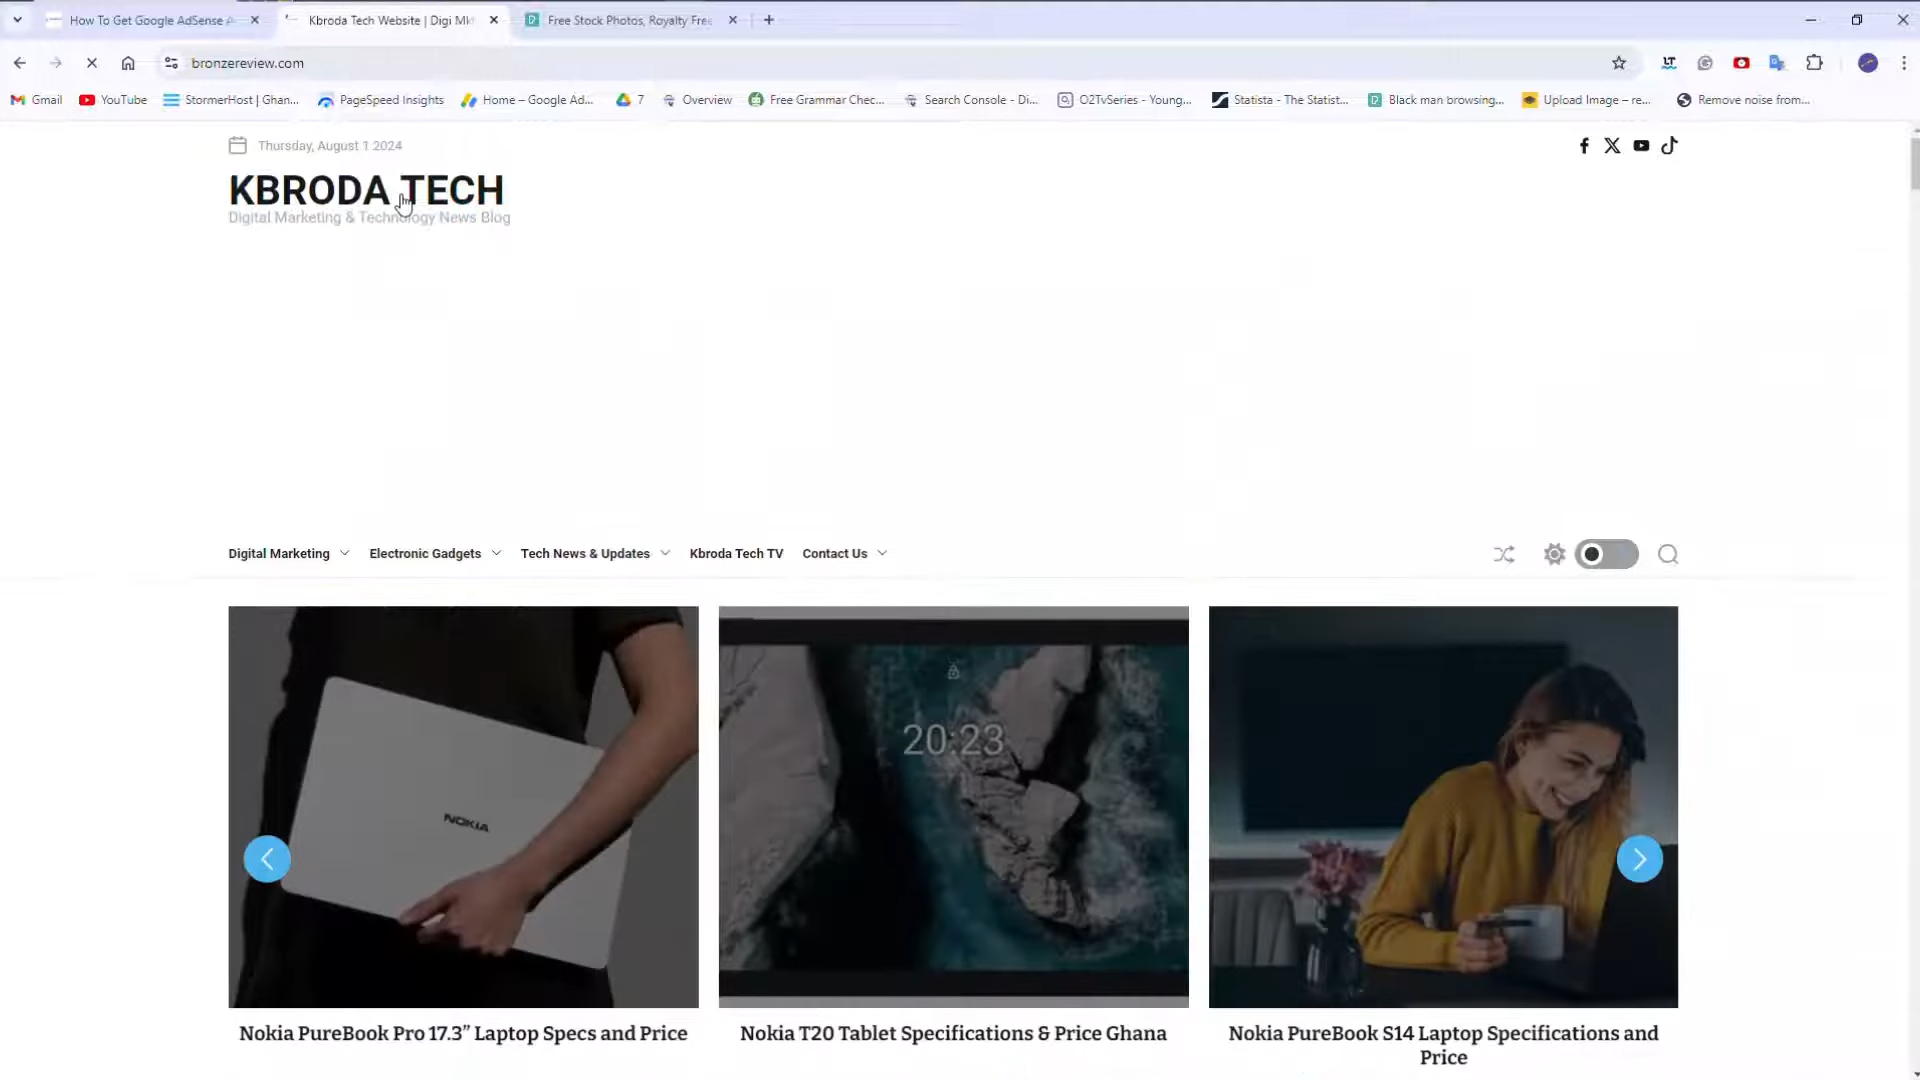 How To Get Google AdSense A
Kbroda Tech Website | Digi Mk
Free Stock Photos, Royalty Free
bronzereview.com
Gmail
YouTube
StormerHost | Ghan...
PageSpeed Insights
Home – Google Ad...
7
Overview
Free Grammar Chec...
Search Console - Di...
O2TvSeries - Young...
Statista - The Statist...
Black man browsing...
Upload Image – re...
Remove noise from...
Thursday, August 1 2024
KBRODA TECH
Digital Marketing & Technology News Blog
Digital Marketing
Electronic Gadgets
Tech News & Updates
Kbroda Tech TV
Contact Us
NOKIA
20:23
Nokia PureBook Pro 17.3” Laptop Specs and Price
Nokia T20 Tablet Specifications & Price Ghana
Nokia PureBook S14 Laptop Specifications and
Price